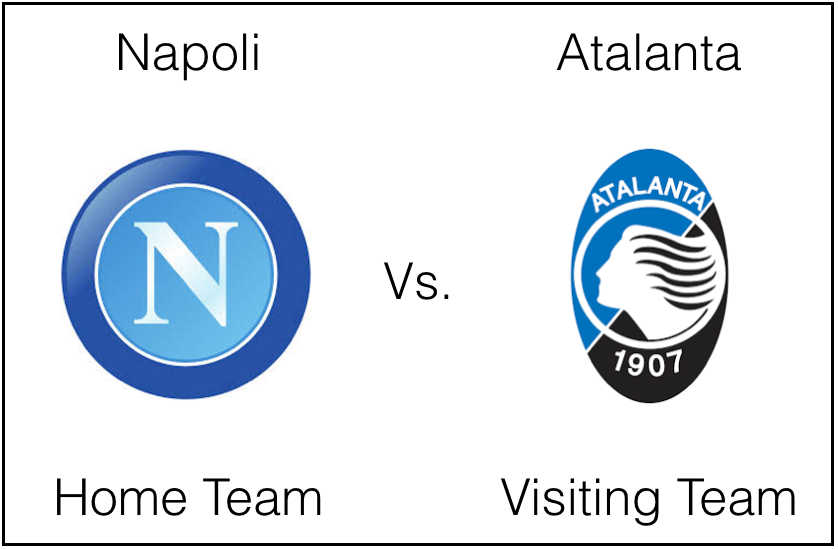 Napoli
Atalanta
N
ATALANTA
Vs.
1907
Home Team
Visiting Team